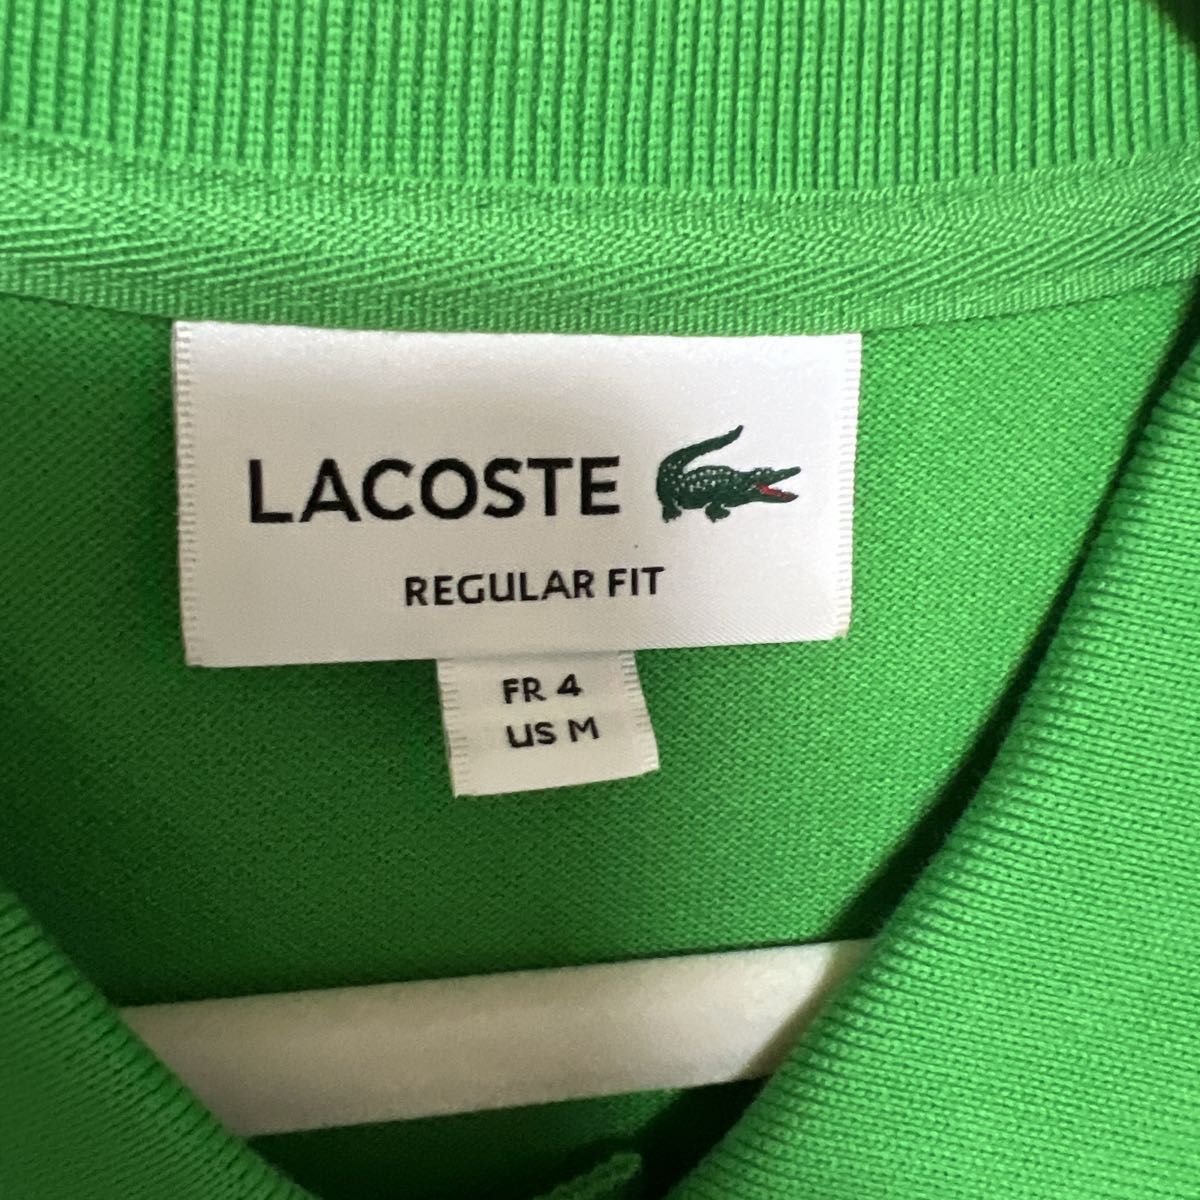 LACOSTE
REGULAR FIT
FR 4
US M